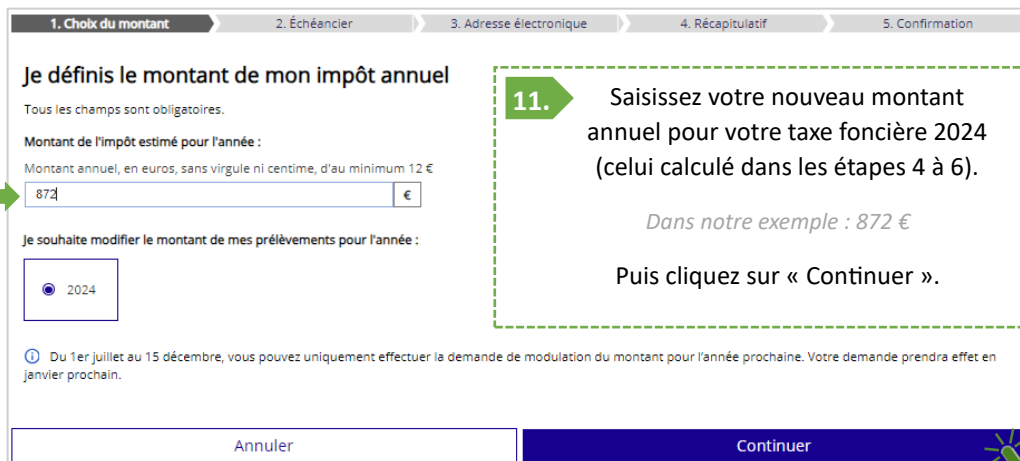 1. Choix du montant
2. Échéancier
3. Adresse électronique
4. Récapitulatif
5. Confirmation
Je définis le montant de mon impôt annuel
Tous les champs sont obligatoires.
Montant de l'impôt estimé pour l'année :
Montant annuel, en euros, sans virgule ni centime, d'au minimum 12 €
872
€
Je souhaite modifier le montant de mes prélèvements pour l'année :
2024
11.
Saisissez votre nouveau montant
annuel pour votre taxe foncière 2024
(celui calculé dans les étapes 4 à 6).
Dans notre exemple : 872 €
Puis cliquez sur « Continuer ».
Du 1er juillet au 15 décembre, vous pouvez uniquement effectuer la demande de modulation du montant pour l'année prochaine. Votre demande prendra effet en
janvier prochain.
Annuler
Continuer